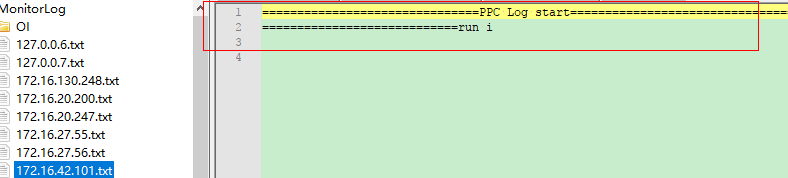 MonitorLog
OI
127.0.0.6.txt
127.0.0.7.txt
172.16.130.248.txt
172.16.20.200.txt
172.16.20.247.txt
172.16.27.55.txt
172.16.27.56.txt
172.16.42.101.txt
1 ===============================PPC Log start===============================
2 ============================run i
3
4